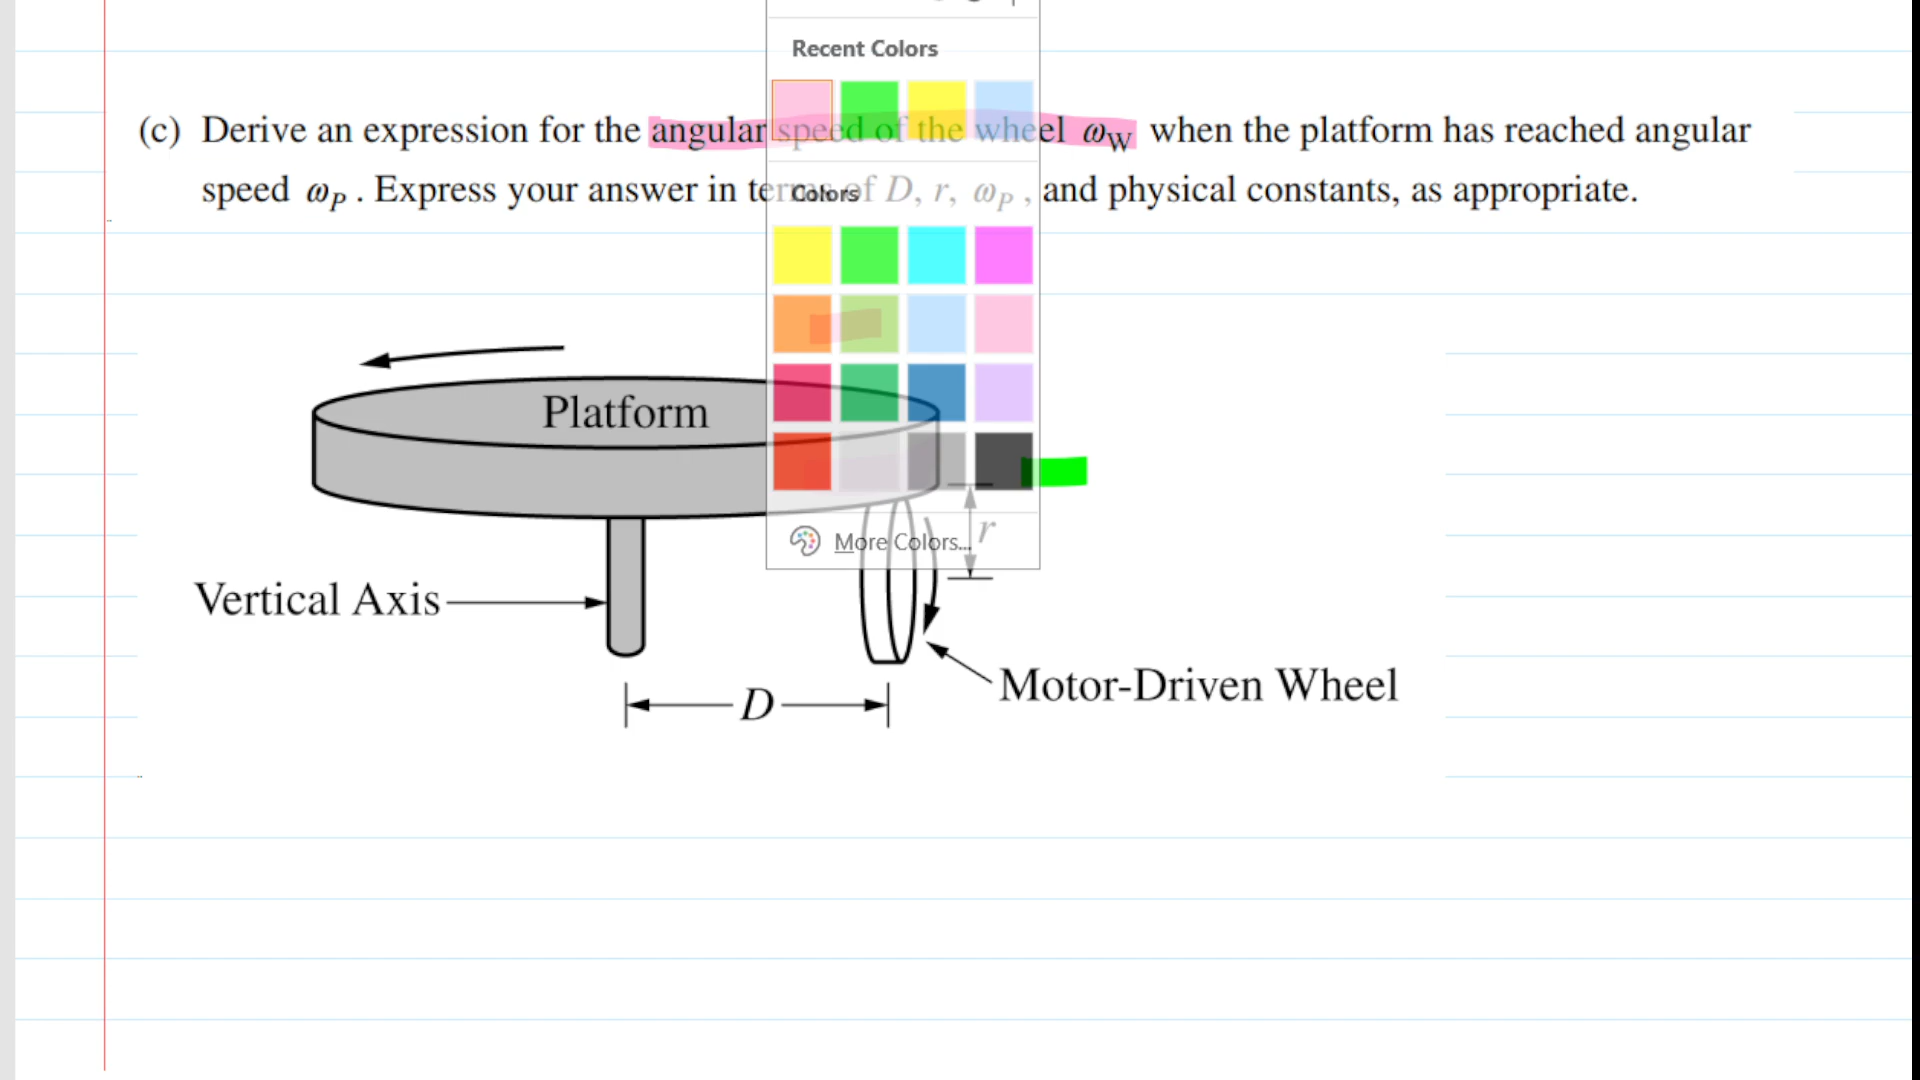 Recent Colors
(c) Derive an expression for the angular speed of the wheel ωW when the platform has reached angular
speed ωP . Express your answer in terms of D, r, ωP , and physical constants, as appropriate.
Colors
Platform
More Colors...
r
Vertical Axis
Motor-Driven Wheel
D